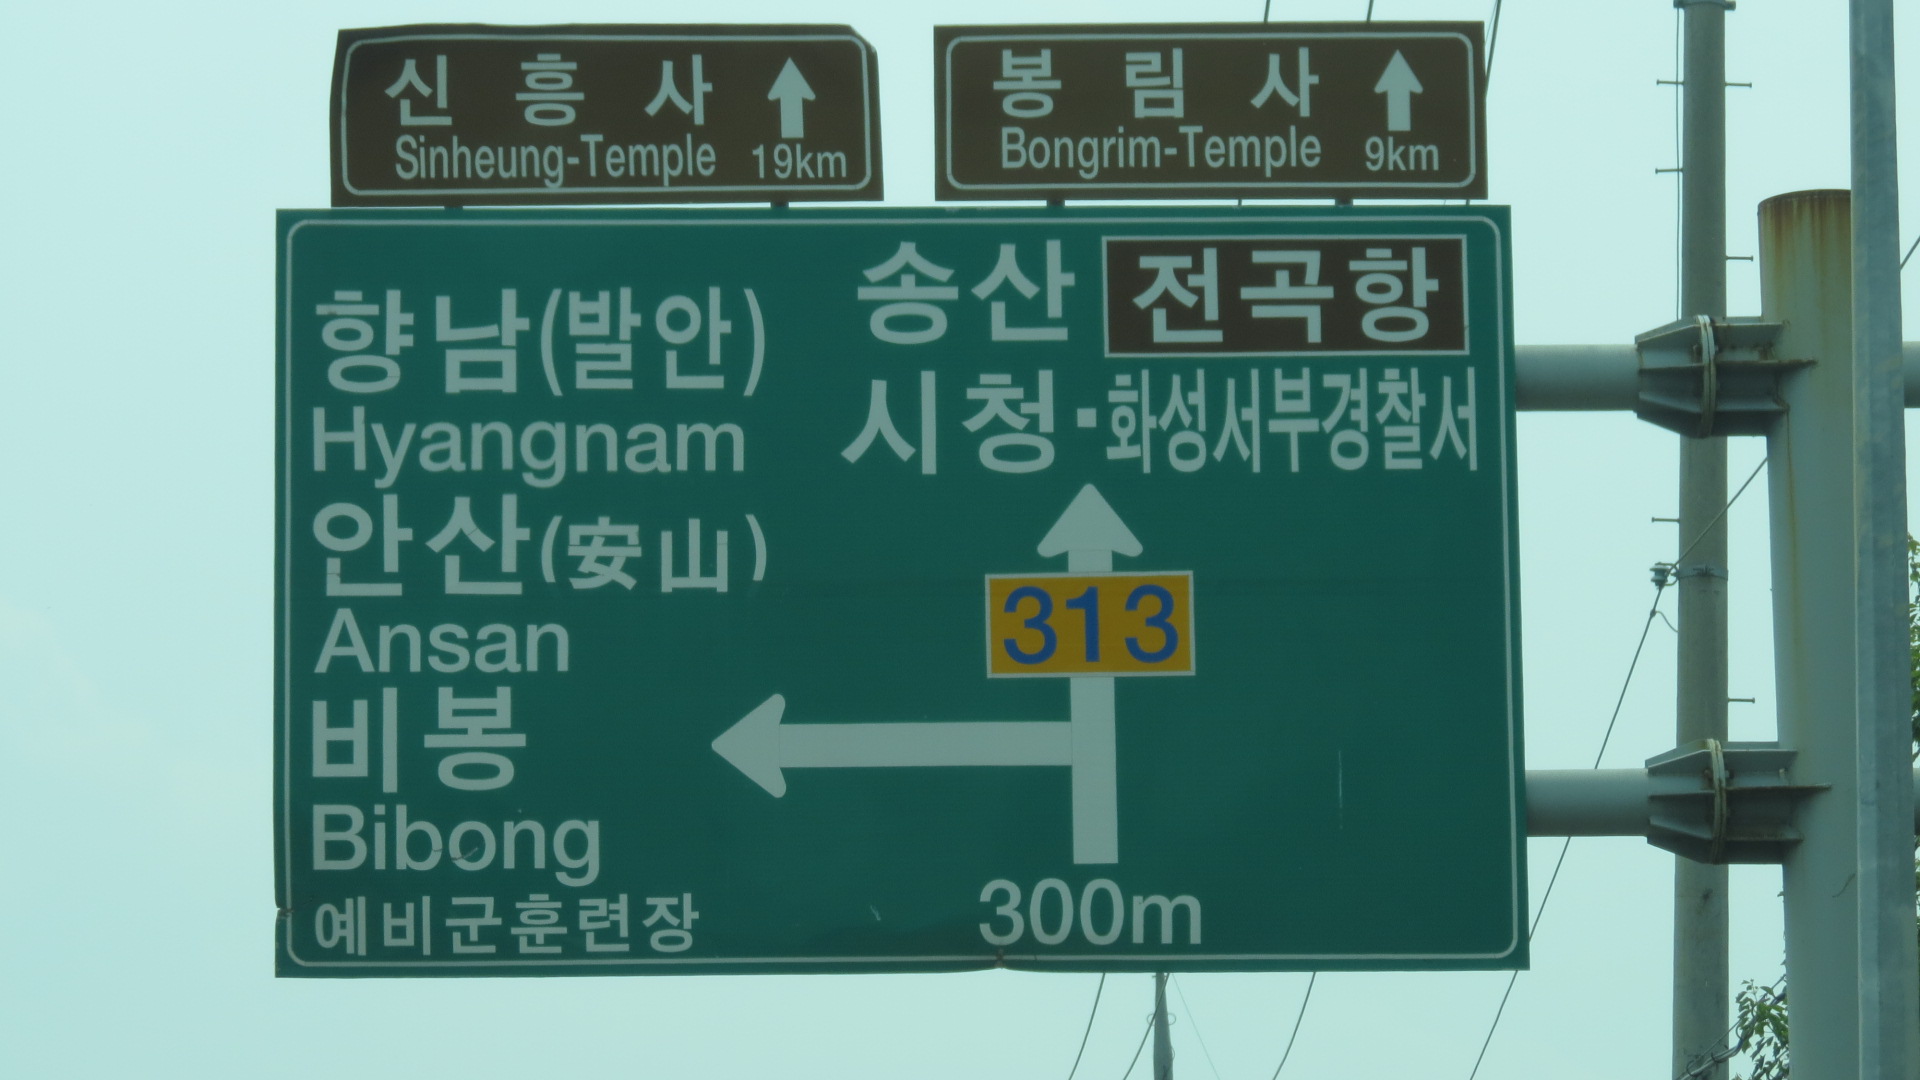 신흥사
Sinheung-Temple 19km
봉림사
Bongrim-Temple 9km
송산 전곡항
시청·화성서부경찰서
향남(발안)
Hyangnam
안산(安山)
Ansan
비봉
Bibong
예비군훈련장
313
300m